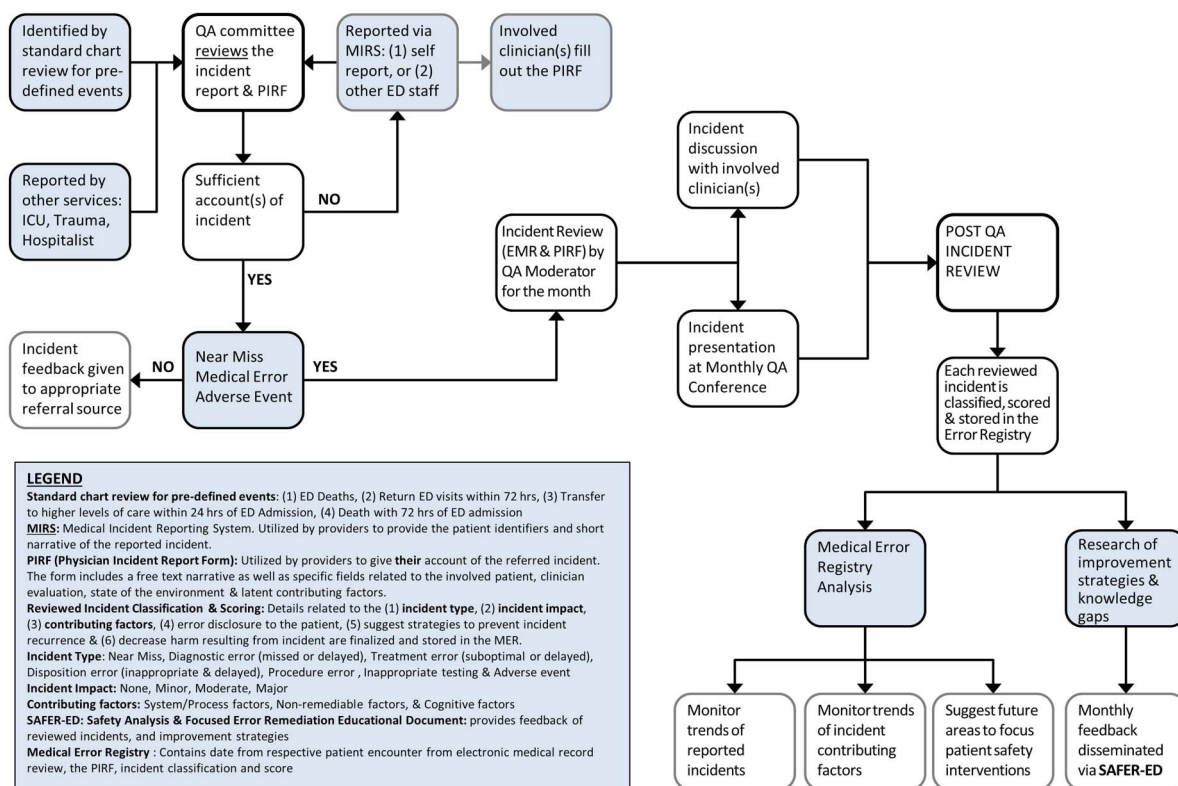 Identified by
standard chart
review for pre-
defined events
QA committee
reviews the
incident
report & PIRF
Reported via
MIRS: (1) self
report, or (2)
other ED staff
Involved
clinician(s) fill
out the PIRF
Reported by
other services:
ICU, Trauma,
Hospitalist
Sufficient
account(s) of
incident
NO
YES
Incident
feedback given
to appropriate
referral source
NO
Near Miss
Medical Error
Adverse Event
YES
Incident Review
(EMR & PIRF) by
QA Moderator
for the month
Incident
discussion
with involved
clinician(s)
Incident
presentation
at Monthly QA
Conference
POST QA
INCIDENT
REVIEW
Each reviewed
incident is
classified, scored
& stored in the
Error Registry
Medical Error
Registry
Analysis
Research of
improvement
strategies &
knowledge
gaps
Monitor
trends of
reported
incidents
Monitor trends
of incident
contributing
factors
Suggest future
areas to focus
patient safety
interventions
Monthly
feedback
disseminated
via SAFER-ED
LEGEND
Standard chart review for pre-defined events: (1) ED Deaths, (2) Return ED visits within 72 hrs, (3) Transfer
to higher levels of care within 24 hrs of ED Admission, (4) Death with 72 hrs of ED admission
MIRS: Medical Incident Reporting System. Utilized by providers to provide the patient identifiers and short
narrative of the reported incident.
PIRF (Physician Incident Report Form): Utilized by providers to give their account of the referred incident.
The form includes a free text narrative as well as specific fields related to the involved patient, clinician
evaluation, state of the environment & latent contributing factors.
Reviewed Incident Classification & Scoring: Details related to the (1) incident type, (2) incident impact,
(3) contributing factors, (4) error disclosure to the patient, (5) suggest strategies to prevent incident
recurrence & (6) decrease harm resulting from incident are finalized and stored in the MER.
Incident Type: Near Miss, Diagnostic error (missed or delayed), Treatment error (suboptimal or delayed),
Disposition error (inappropriate & delayed), Procedure error , Inappropriate testing & Adverse event
Incident Impact: None, Minor, Moderate, Major
Contributing factors: System/Process factors, Non-remediable factors, & Cognitive factors
SAFER-ED: Safety Analysis & Focused Error Remediation Educational Document: provides feedback of
reviewed incidents, and improvement strategies
Medical Error Registry : Contains date from respective patient encounter from electronic medical record
review, the PIRF, incident classification and score